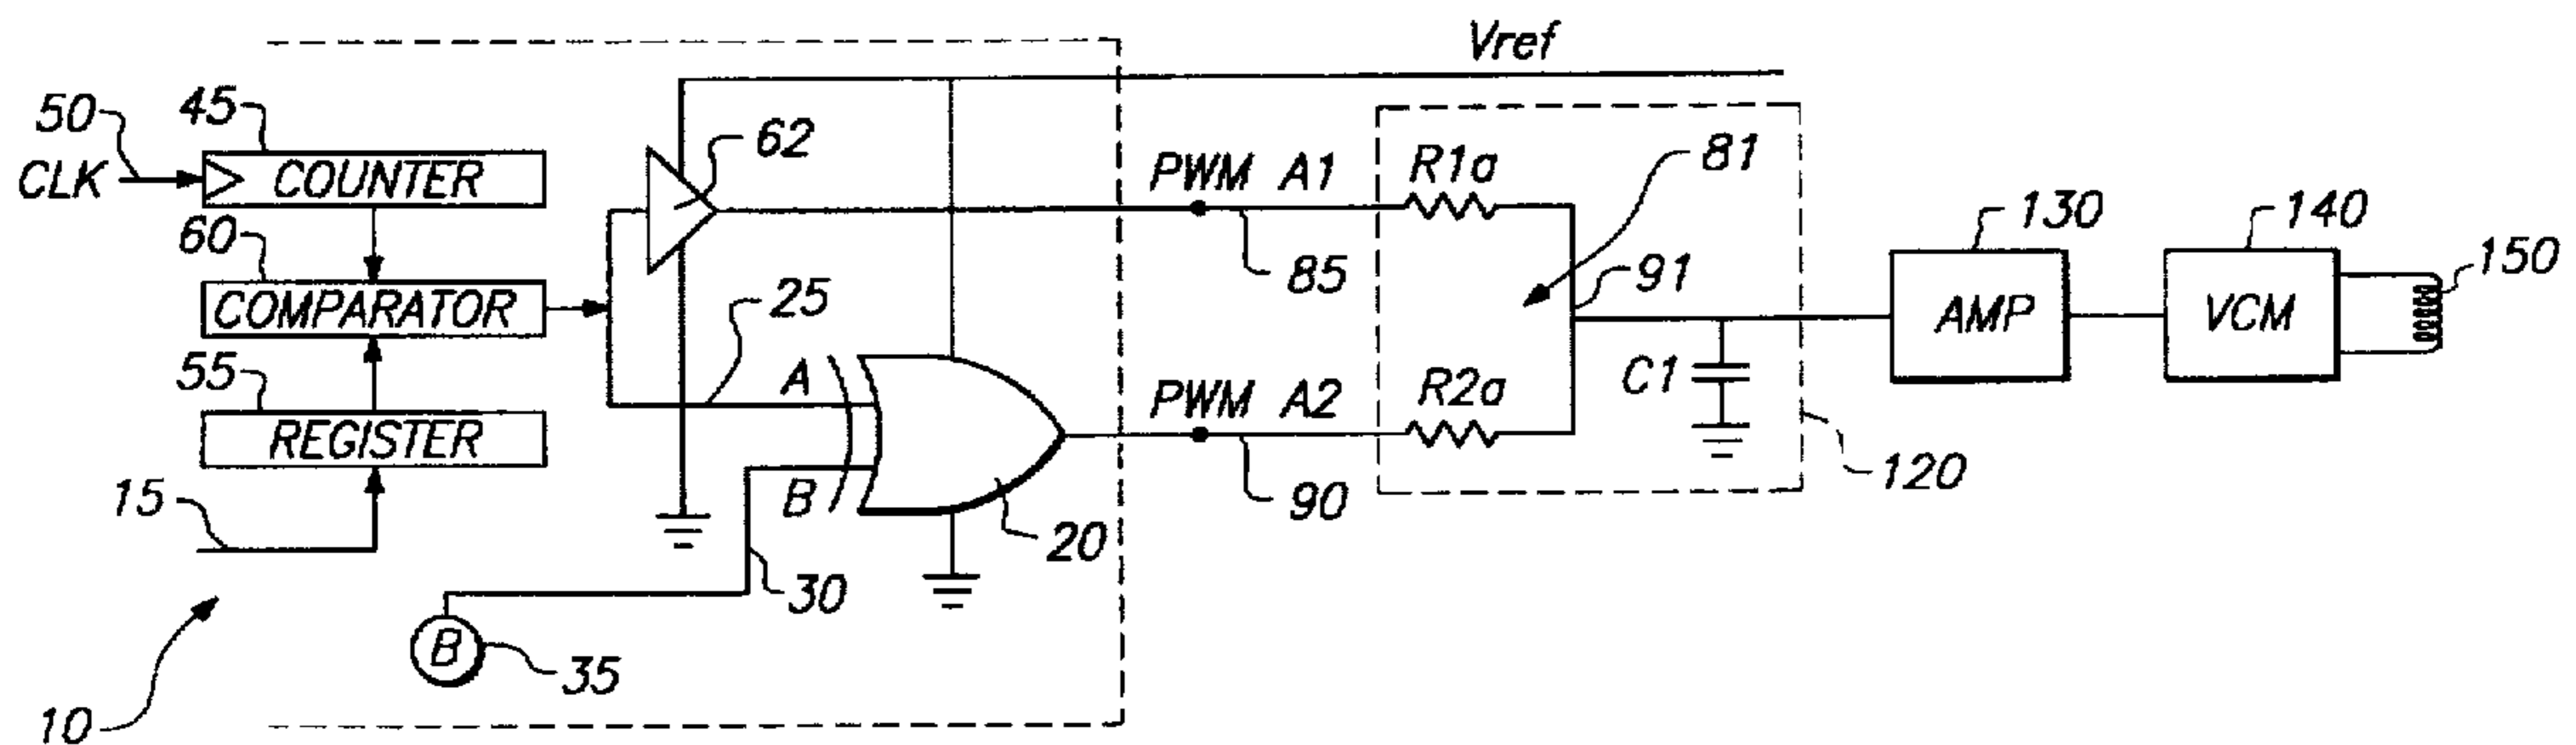 Vref
50
45
62
CLK
COUNTER
PWM A1
R1a
81
60
85
91
130
140
150
COMPARATOR
25
AMP
VCM
55
A
PWM A2
R2a
C1
REGISTER
15
B
90
120
20
30
B
35
10